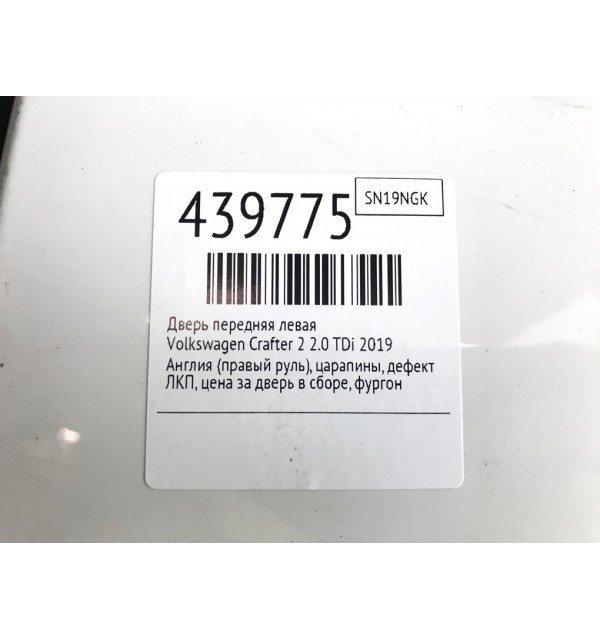 439775
SN19NGK
Дверь передняя левая
Volkswagen Crafter 2 2.0 TDi 2019
Англия (правый руль), царапины, дефект
ЛКП, цена за дверь в сборе, фургон